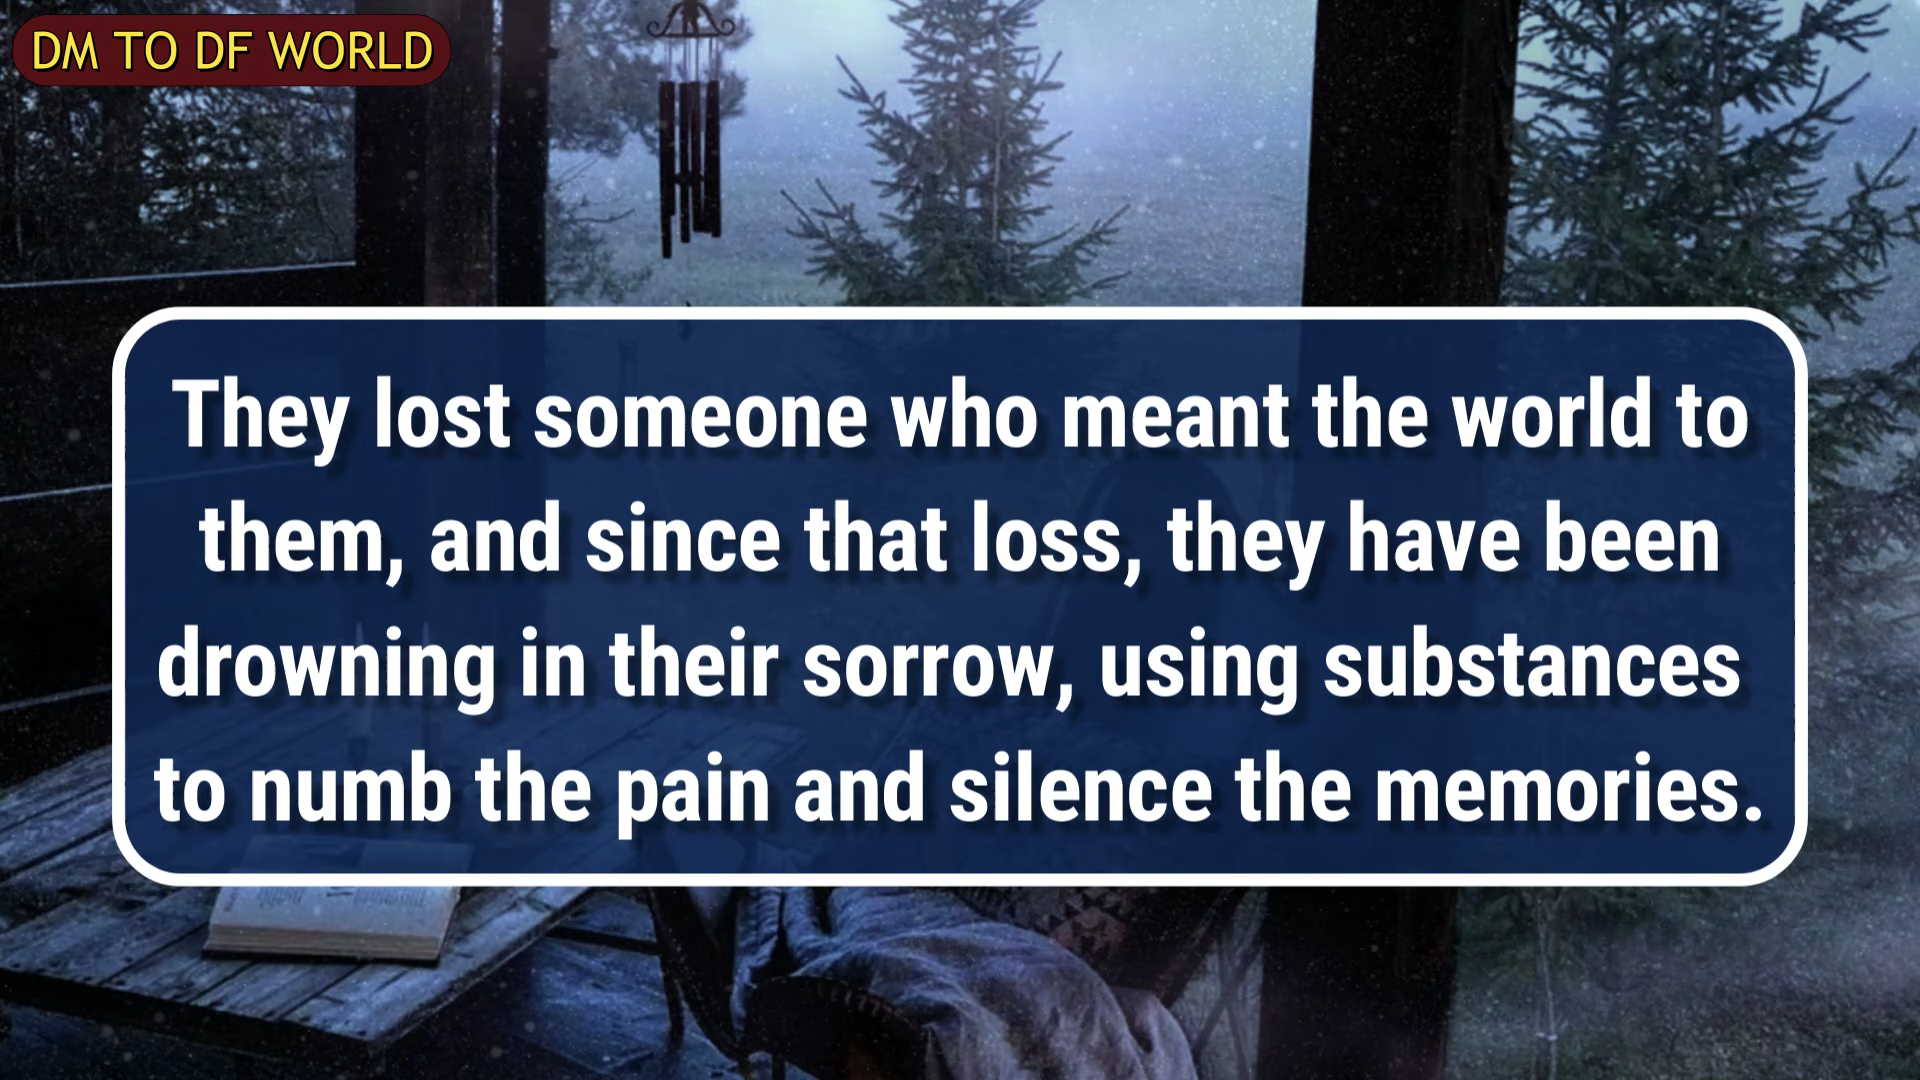 DM TO DF WORLD
They lost someone who meant the world to
them, and since that loss, they have been
drowning in their sorrow, using substances
to numb the pain and silence the memories.